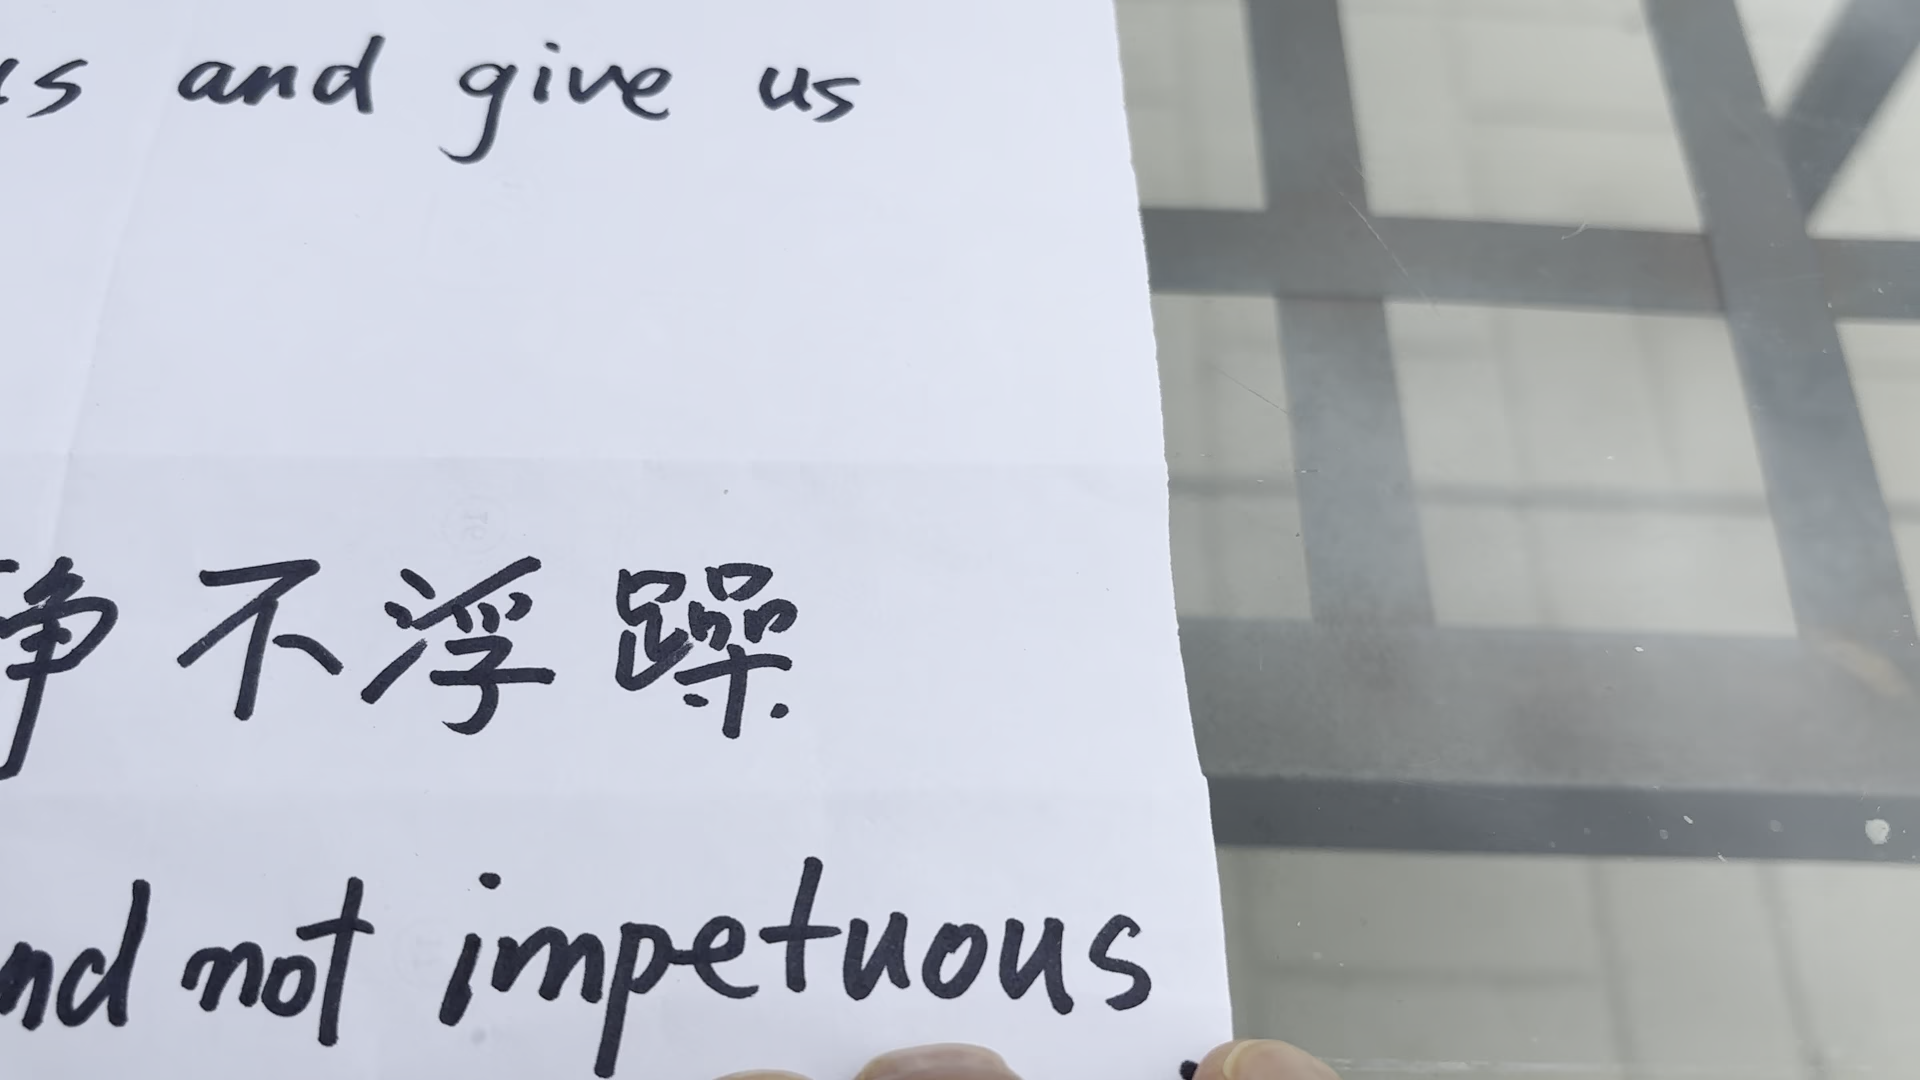 and give us
不浮躁
not impetuous